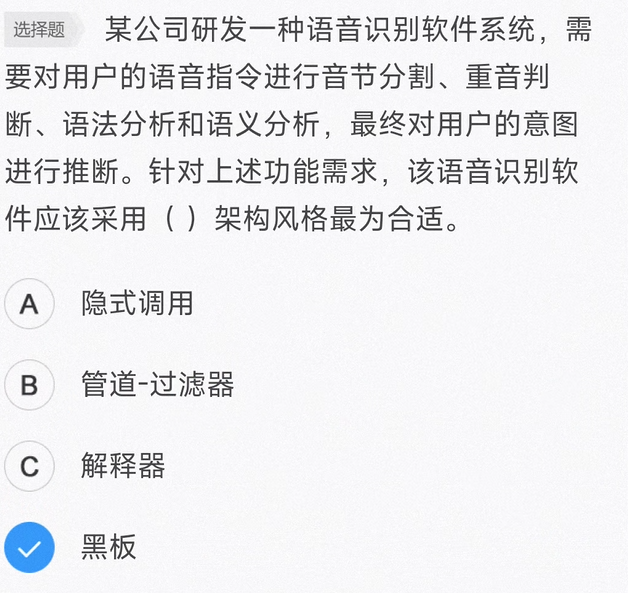 选择题 某公司研发一种语音识别软件系统，需
要对用户的语音指令进行音节分割、重音判
断、语法分析和语义分析，最终对用户的意图
进行推断。针对上述功能需求，该语音识别软
件应该采用（ ）架构风格最为合适。
A 隐式调用
B 管道-过滤器
C 解释器
黑板